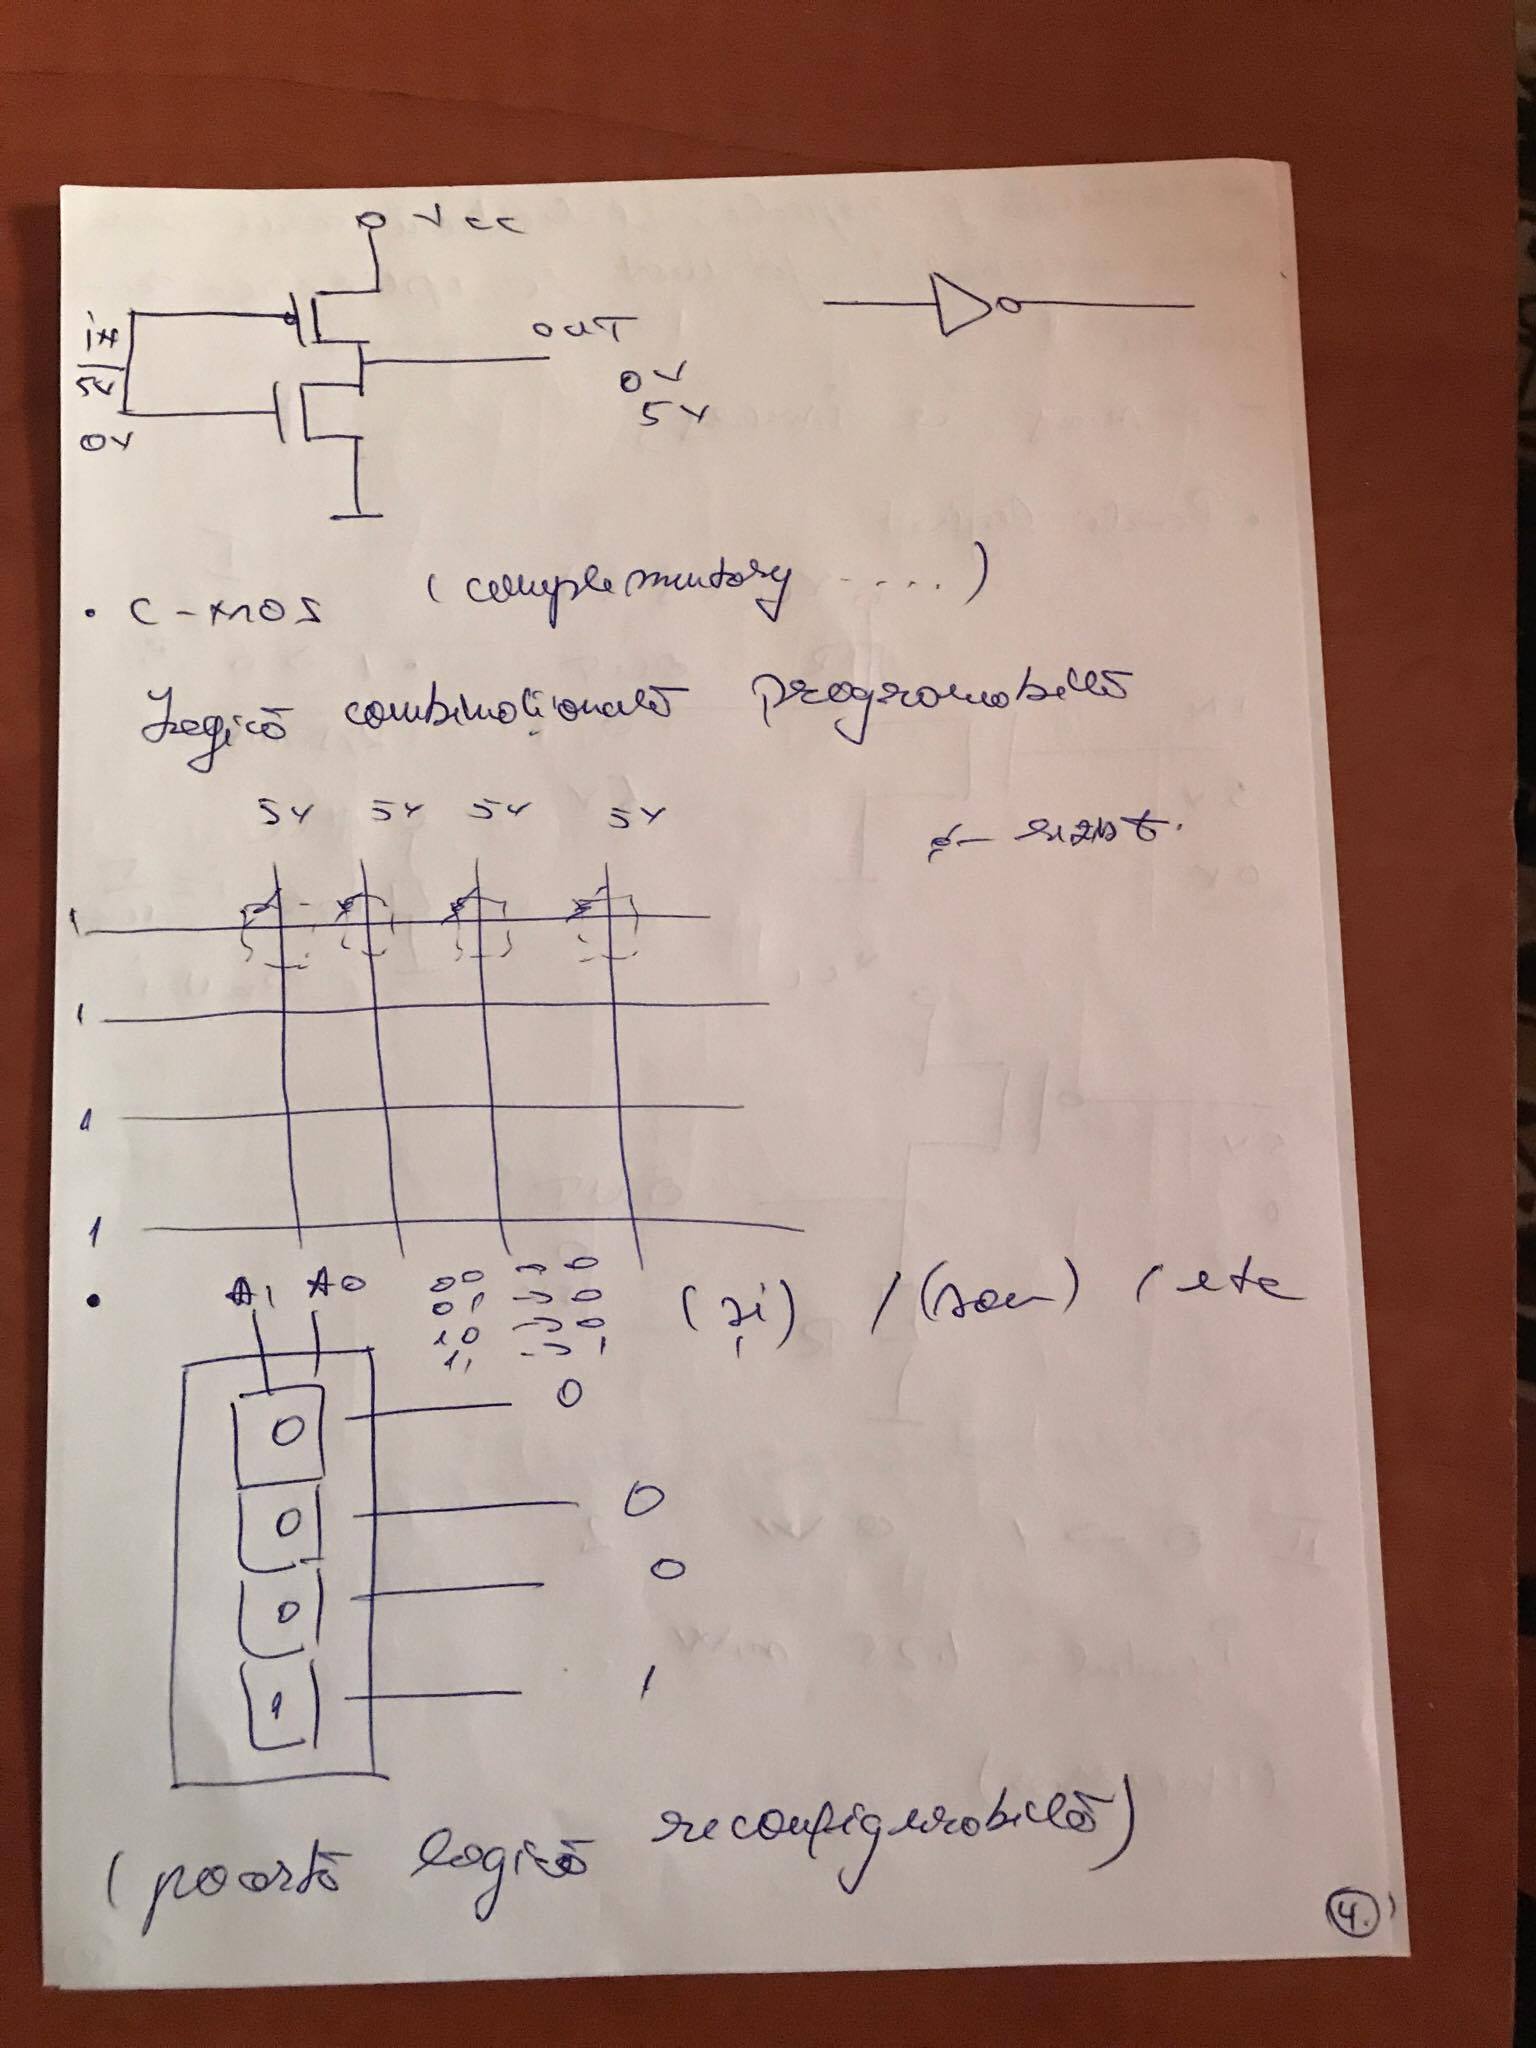 Vcc
in
OUT
5V
0V
0V
5V
• C-MOS (complementary ....)
Logică combinațională programabilă
5V 5V 5V 5V
1
1
1
1
• A1 A0
00 -> 0
01 -> 0
10 -> 0
11 -> 1
(și) / (sau) / etc
0 0
0 0
0 0
1 1
(poartă logică reconfigurabilă)
4.